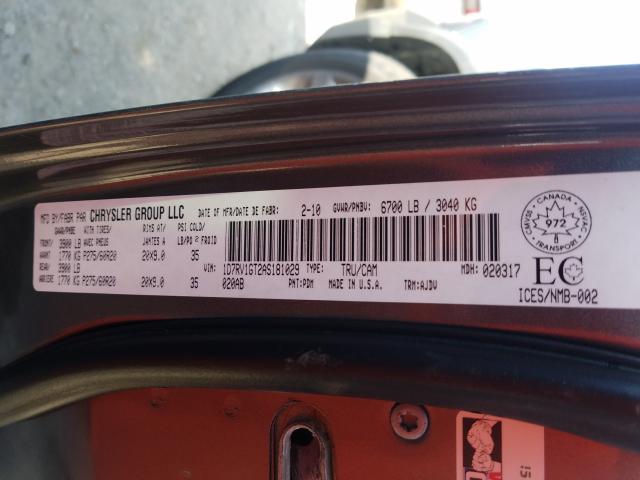 MFD BY/FABR PAR CHRYSLER GROUP LLC DATE OF MFR/DATE DE FABR: 2-10 GVWR/PNBV: 6700 LB / 3040 KG
GAWR/PNBE WITH TIRES/ RIMS/ PSI COLD/
FRONT/ 3900 LB AVEC PNEUS JANTES A LB/PO 2 FROID
AVANT: 1770 KG P275/60R20 20X9.0 35
REAR/ 3900 LB
ARRIERE: 1770 KG P275/60R20 20X9.0 35
VIN: 1D7RV1GT2AS181029 TYPE: TRU/CAM MDH: 020317
020AB PNT: PDM MADE IN U.S.A. TRM: AJDV
CMVSS CANADA NSVAC
972
TRANSPORT
EC
ICES/NMB-002
15